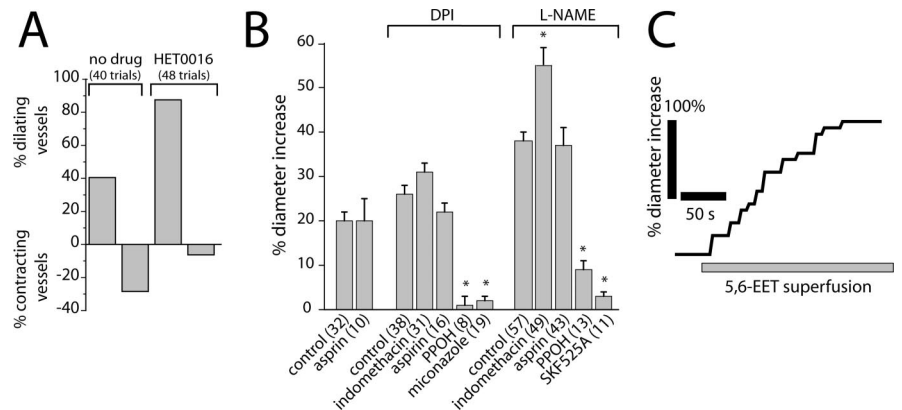 A
no drug
(40 trials)
HET0016
(48 trials)
% dilating
vessels
% contracting
vessels
100
80
60
40
20
0
-20
-40
B
DPI
L-NAME
% diameter increase
60
50
40
30
20
10
0
*
*
*
*
*
control (32)
asprin (10)
control (38)
indomethacin (31)
aspirin (16)
PPOH (8)
miconazole (19)
control (57)
indomethacin (49)
asprin (43)
PPOH (13)
SKF525A (11)
C
% diameter increase
100%
50 s
5,6-EET superfusion